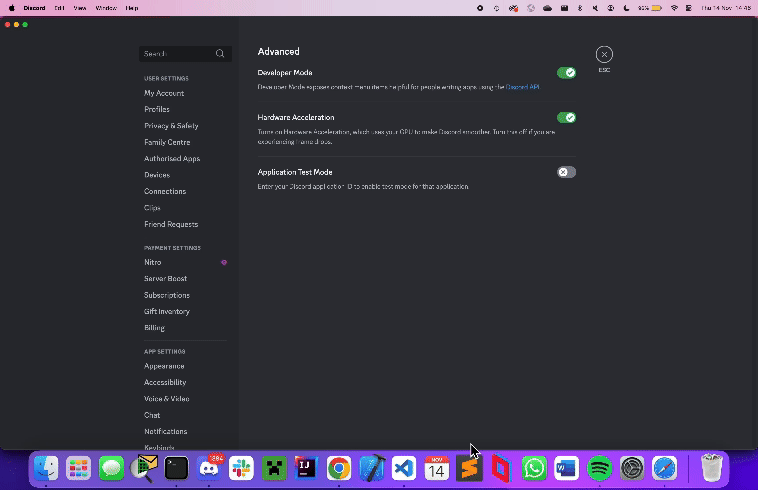 Discord Edit View Window Help
96%
Thu 14 Nov 14:46
Search
USER SETTINGS
My Account
Profiles
Privacy & Safety
Family Centre
Authorised Apps
Devices
Connections
Clips
Friend Requests
PAYMENT SETTINGS
Nitro
Server Boost
Subscriptions
Gift Inventory
Billing
APP SETTINGS
Appearance
Accessibility
Voice & Video
Chat
Notifications
Keybinds
Advanced
ESC
Developer Mode
Developer Mode exposes context menu items helpful for people writing apps using the Discord API.
Hardware Acceleration
Turns on Hardware Acceleration, which uses your GPU to make Discord smoother. Turn this off if you are
experiencing frame drops.
Application Test Mode
Enter your Discord application ID to enable test mode for that application.
IJ
NOV
14
W